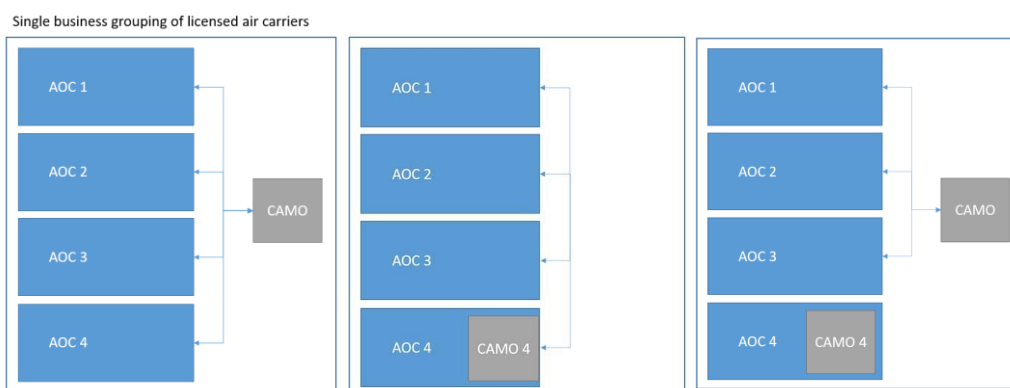 Single business grouping of licensed air carriers
AOC 1
AOC 2
CAMO
AOC 3
AOC 4
AOC 1
AOC 2
AOC 3
AOC 4
CAMO 4
AOC 1
AOC 2
CAMO
AOC 3
AOC 4
CAMO 4